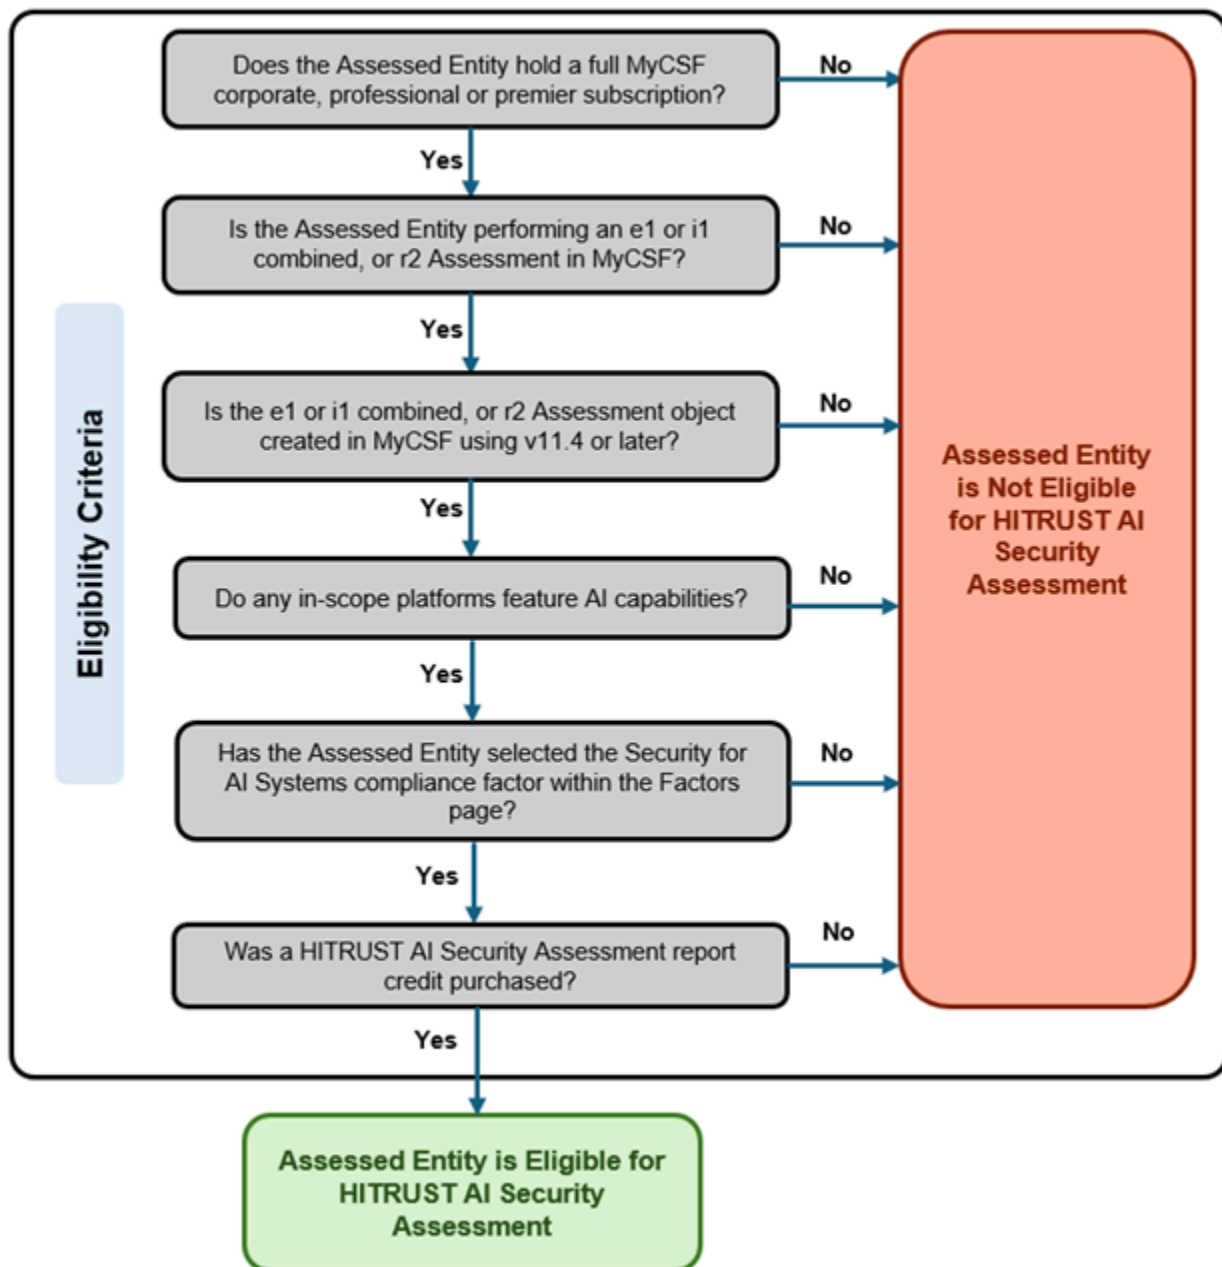 Does the Assessed Entity hold a full MyCSF
corporate, professional or premier subscription?
No
Yes
Is the Assessed Entity performing an e1 or i1
combined, or r2 Assessment in MyCSF?
No
Yes
Is the e1 or i1 combined, or r2 Assessment object
created in MyCSF using v11.4 or later?
No
Yes
Do any in-scope platforms feature AI capabilities?
No
Yes
Has the Assessed Entity selected the Security for
AI Systems compliance factor within the Factors
page?
No
Yes
Was a HITRUST AI Security Assessment report
credit purchased?
No
Yes
Eligibility Criteria
Assessed Entity
is Not Eligible
for HITRUST AI
Security
Assessment
Assessed Entity is Eligible for
HITRUST AI Security
Assessment